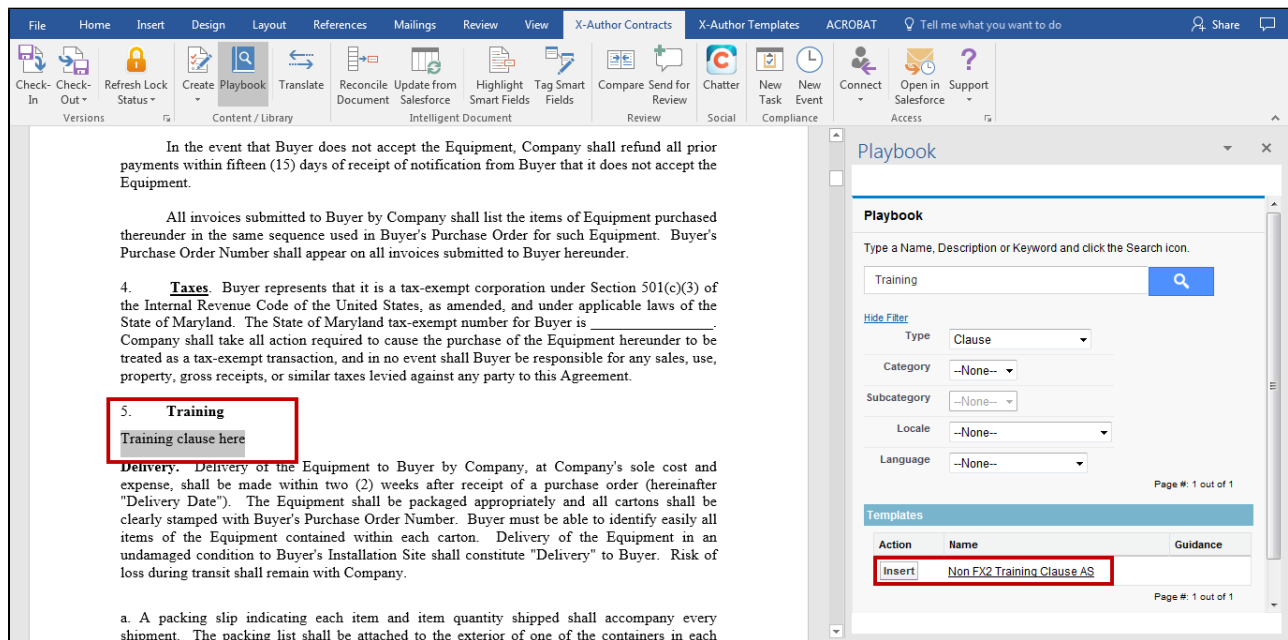 File Home Insert Design Layout References Mailings Review View X-Author Contracts X-Author Templates ACROBAT Tell me what you want to do Share
Check-In Check-Out Refresh Lock Status Create Playbook Translate Reconcile Document Update from Salesforce Highlight Smart Fields Tag Smart Fields Compare Send for Review Chatter New Task New Event Connect Open in Salesforce Support
Versions Content / Library Intelligent Document Review Social Compliance Access
In the event that Buyer does not accept the Equipment, Company shall refund all prior
payments within fifteen (15) days of receipt of notification from Buyer that it does not accept the
Equipment.
All invoices submitted to Buyer by Company shall list the items of Equipment purchased
thereunder in the same sequence used in Buyer's Purchase Order for such Equipment. Buyer's
Purchase Order Number shall appear on all invoices submitted to Buyer hereunder.
4. Taxes. Buyer represents that it is a tax-exempt corporation under Section 501(c)(3) of
the Internal Revenue Code of the United States, as amended, and under applicable laws of the
State of Maryland. The State of Maryland tax-exempt number for Buyer is _________________.
Company shall take all action required to cause the purchase of the Equipment hereunder to be
treated as a tax-exempt transaction, and in no event shall Buyer be responsible for any sales, use,
property, gross receipts, or similar taxes levied against any party to this Agreement.
5. Training
Training clause here
Delivery. Delivery of the Equipment to Buyer by Company, at Company's sole cost and
expense, shall be made within two (2) weeks after receipt of a purchase order (hereinafter
"Delivery Date"). The Equipment shall be packaged appropriately and all cartons shall be
clearly stamped with Buyer's Purchase Order Number. Buyer must be able to identify easily all
items of the Equipment contained within each carton. Delivery of the Equipment in an
undamaged condition to Buyer's Installation Site shall constitute "Delivery" to Buyer. Risk of
loss during transit shall remain with Company.
a. A packing slip indicating each item and item quantity shipped shall accompany every
shipment. The packing list shall be attached to the exterior of one of the containers in each
Playbook
Playbook
Type a Name, Description or Keyword and click the Search icon.
Training
Hide Filter
Type Clause
Category --None--
Subcategory --None--
Locale --None--
Language --None--
Page #: 1 out of 1
Templates
Action Name Guidance
Insert Non FX2 Training Clause AS
Page #: 1 out of 1